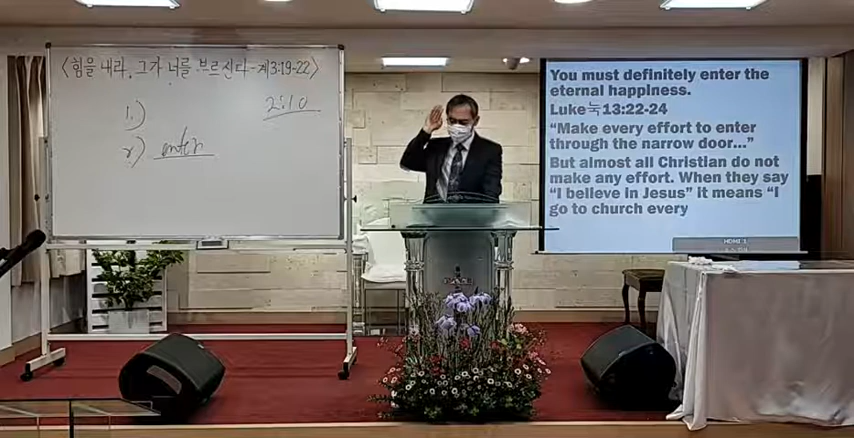 〈힘을 내라, 그가 너를 부르신다-계3:19-22〉
1.)
2:10
2) enter
You must definitely enter the
eternal happiness.
Luke눅13:22-24
“Make every effort to enter
through the narrow door...”
But almost all Christian do not
make any effort. When they say
“I believe in Jesus” it means “I
go to church every
HDMI 1